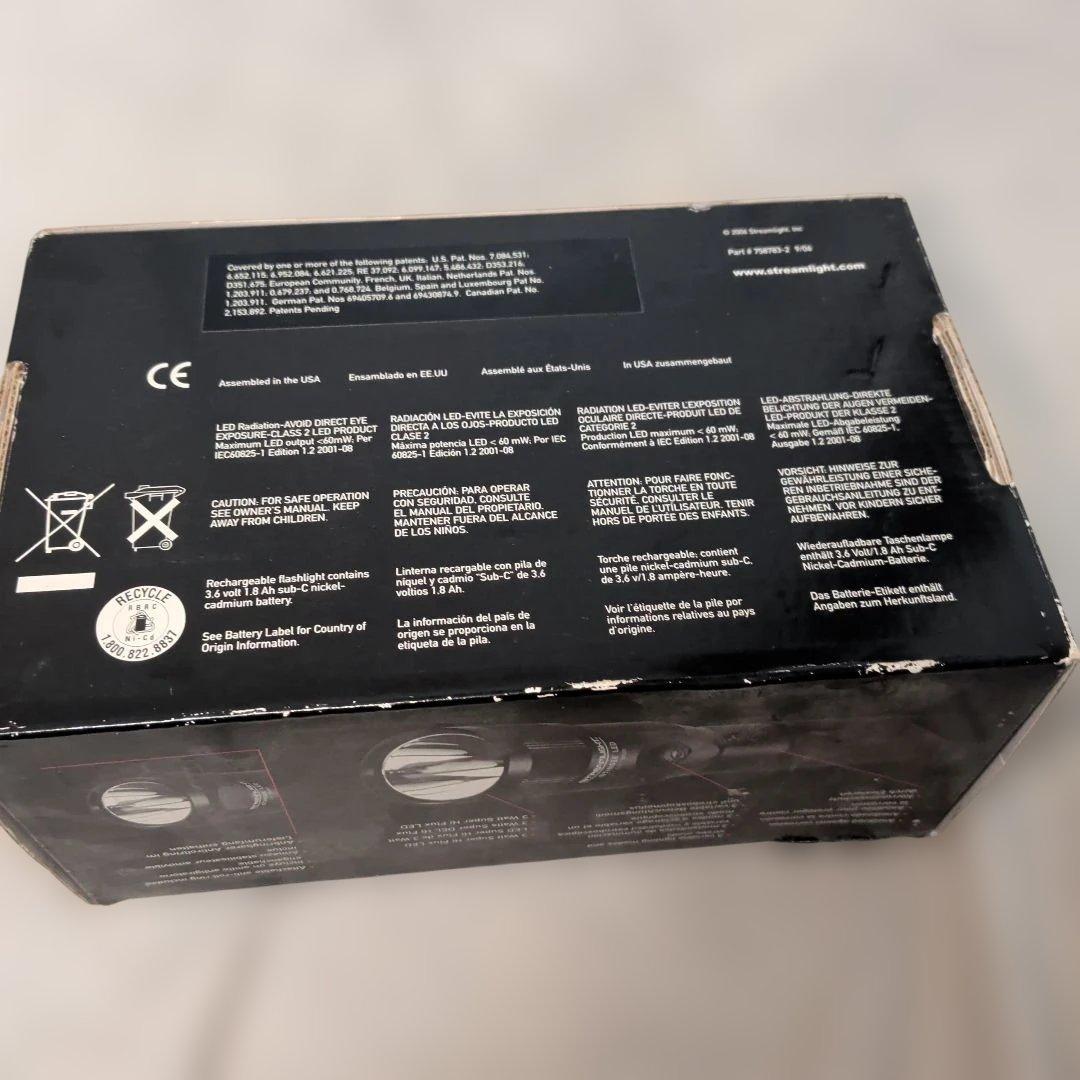 © 2006 Streamlight, Inc
Part # 758783-2 9/06
www.streamlight.com
Covered by one or more of the following patents: U.S. Pat. Nos. 7,084,531;
6,652,115; 6,952,084; 6,621,225, RE 37,092; 6,099,147; 5,486,432; D353,216,
D351,675; European Community, French, UK, Italian, Netherlands Pat. Nos.
1,203,911; 0,679,237; and 0,768,724, Belgium, Spain and Luxembourg Pat No.
1,203,911. German Pat. Nos 69405709.6 and 69430874.9. Canadian Pat. No.
2,153,892. Patents Pending
CE
Assembled in the USA
Ensamblado en EE.UU
Assemblé aux États-Unis
In USA zusammengebaut
LED Radiation-AVOID DIRECT EYE
EXPOSURE-CLASS 2 LED PRODUCT
Maximum LED output <60mW: Per
IEC60825-1 Edition 1.2 2001-08
RADIACIÓN LED-EVITE LA EXPOSICIÓN
DIRECTA A LOS OJOS-PRODUCTO LED
CLASE 2
Máxima potencia LED < 60 mW: Por IEC
60825-1 Edición 1.2 2001-08
RADIATION LED-EVITER L'EXPOSITION
OCULAIRE DIRECTE-PRODUIT LED DE
CATEGORIE 2
Production LED maximum < 60 mW:
Conformément à IEC Edition 1.2 2001-08
LED-ABSTRAHLUNG-DIREKTE
BELICHTUNG DER AUGEN VERMEIDEN-
LED-PRODUKT DER KLASSE 2
Maximale LED-Abgabeleistung
< 60 mW: Gemäß IEC 60825-1,
Ausgabe 1.2 2001-08
CAUTION: FOR SAFE OPERATION
SEE OWNER'S MANUAL. KEEP
AWAY FROM CHILDREN.
PRECAUCIÓN: PARA OPERAR
CON SEGURIDAD, CONSULTE
EL MANUAL DEL PROPIETARIO.
MANTENER FUERA DEL ALCANCE
DE LOS NIÑOS.
ATTENTION: POUR FAIRE FONC-
TIONNER LA TORCHE EN TOUTE
SÉCURITÉ, CONSULTER LE
MANUEL DE L'UTILISATEUR. TENIR
HORS DE PORTÉE DES ENFANTS.
VORSICHT: HINWEISE ZUR
GEWÄHRLEISTUNG EINER SICHE-
REN INBETRIEBNAHME SIND DER
GEBRAUCHSANLEITUNG ZU ENT-
NEHMEN. VOR KINDERN SICHER
AUFBEWAHREN.
Rechargeable flashlight contains
3.6 volt 1.8 Ah sub-C nickel-
cadmium battery.
Linterna recargable con pila de
níquel y cadmio "Sub-C" de 3.6
voltios 1.8 Ah.
Torche rechargeable: contient
une pile nickel-cadmium sub-C,
de 3.6 v/1.8 ampère-heure.
Wiederaufladbare Taschenlampe
enthält 3.6 Volt/1.8 Ah Sub-C
Nickel-Cadmium-Batterie.
See Battery Label for Country of
Origin Information.
La información del país de
origen se proporciona en la
etiqueta de la pila.
Voir l'étiquette de la pile por
informations relatives au pays
d'origine.
Das Batterie-Etikett enthält
Angaben zum Herkunftsland.
RECYCLE
RBRC
Ni-Cd
1.800.822.8837
3 Watt Super Hi Flux LED